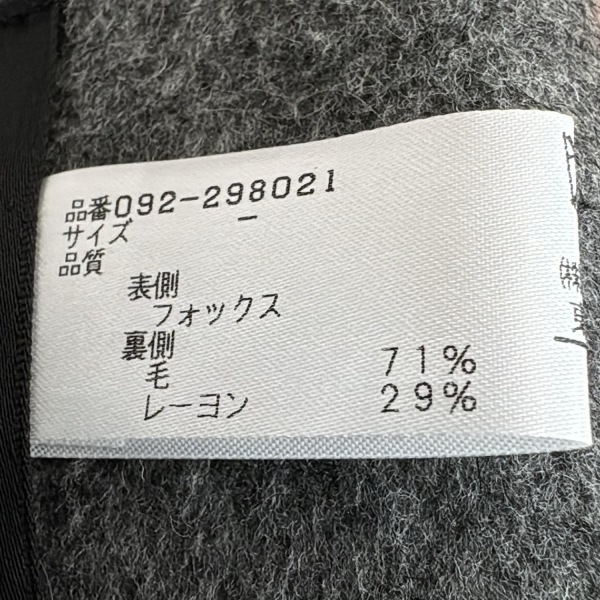 品番092-298021
サイズ -
品質
表側
フォックス
裏側
毛 71%
レーヨン 29%